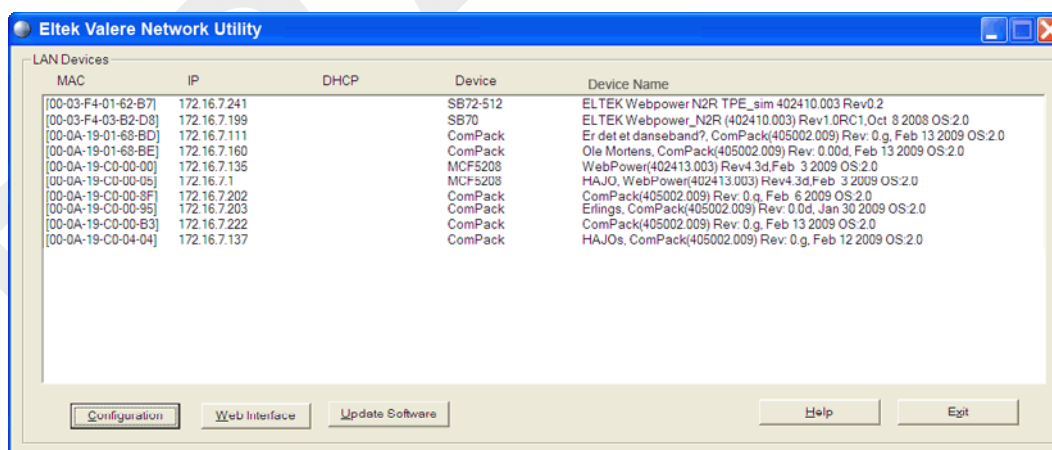 Eltek Valere Network Utility
LAN Devices
MAC IP DHCP Device Device Name
[00-03-F4-01-62-B7] 172.16.7.241 SB72-512 ELTEK Webpower N2R TPE_sim 402410.003 Rev0.2
[00-03-F4-03-B2-D8] 172.16.7.199 SB70 ELTEK Webpower_N2R (402410.003) Rev1.0RC1,Oct 8 2008 OS:2.0
[00-0A-19-01-68-BD] 172.16.7.111 ComPack Er det et danseband?, ComPack(405002.009) Rev: 0.g, Feb 13 2009 OS:2.0
[00-0A-19-01-68-BE] 172.16.7.160 ComPack Ole Mortens, ComPack(405002.009) Rev: 0.00d, Feb 13 2009 OS:2.0
[00-0A-19-C0-00-00] 172.16.7.135 MCF5208 WebPower(402413.003) Rev4.3d,Feb 3 2009 OS:2.0
[00-0A-19-C0-00-05] 172.16.7.1 MCF5208 HAJO, WebPower(402413.003) Rev4.3d,Feb 3 2009 OS:2.0
[00-0A-19-C0-00-8F] 172.16.7.202 ComPack ComPack(405002.009) Rev: 0.g, Feb 6 2009 OS:2.0
[00-0A-19-C0-00-95] 172.16.7.203 ComPack Erlings, ComPack(405002.009) Rev: 0.0d, Jan 30 2009 OS:2.0
[00-0A-19-C0-00-B3] 172.16.7.222 ComPack ComPack(405002.009) Rev: 0.g, Feb 13 2009 OS:2.0
[00-0A-19-C0-04-04] 172.16.7.137 ComPack HAJOs, ComPack(405002.009) Rev: 0.g, Feb 12 2009 OS:2.0
Configuration Web Interface Update Software Help Exit